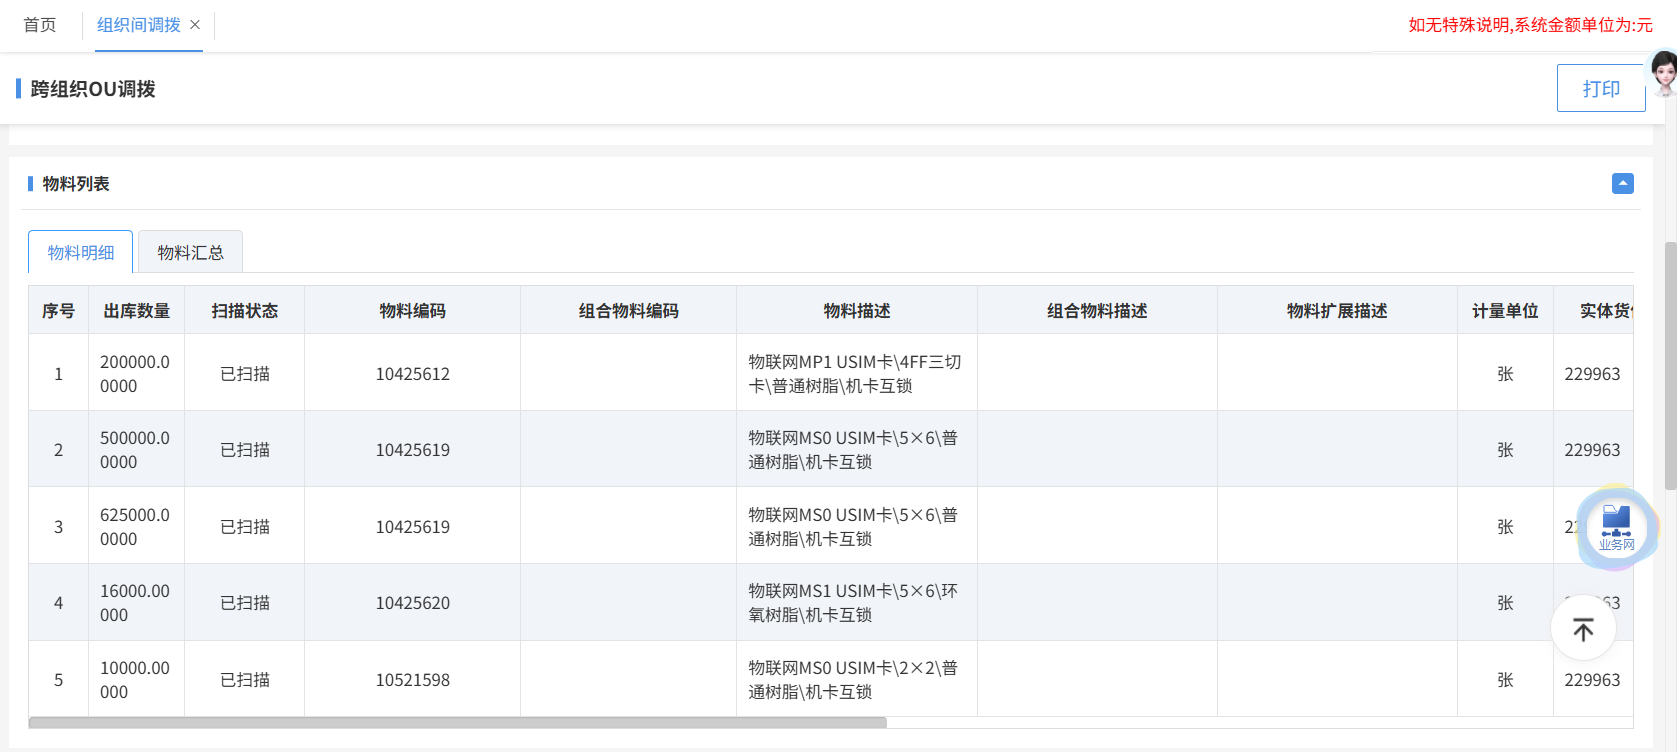 首页 组织间调拨 × 如无特殊说明,系统金额单位为:元
跨组织OU调拨 打印
物料列表
物料明细 物料汇总
序号 出库数量 扫描状态 物料编码 组合物料编码 物料描述 组合物料描述 物料扩展描述 计量单位 实体货
1 200000.0
0000 已扫描 10425612 物联网MP1 USIM卡\4FF三切
卡\普通树脂\机卡互锁 张 229963
2 500000.0
0000 已扫描 10425619 物联网MS0 USIM卡\5×6\普
通树脂\机卡互锁 张 229963
3 625000.0
0000 已扫描 10425619 物联网MS0 USIM卡\5×6\普
通树脂\机卡互锁 张
业务网
4 16000.00
000 已扫描 10425620 物联网MS1 USIM卡\5×6\环
氧树脂\机卡互锁 张
5 10000.00
000 已扫描 10521598 物联网MS0 USIM卡\2×2\普
通树脂\机卡互锁 张 229963